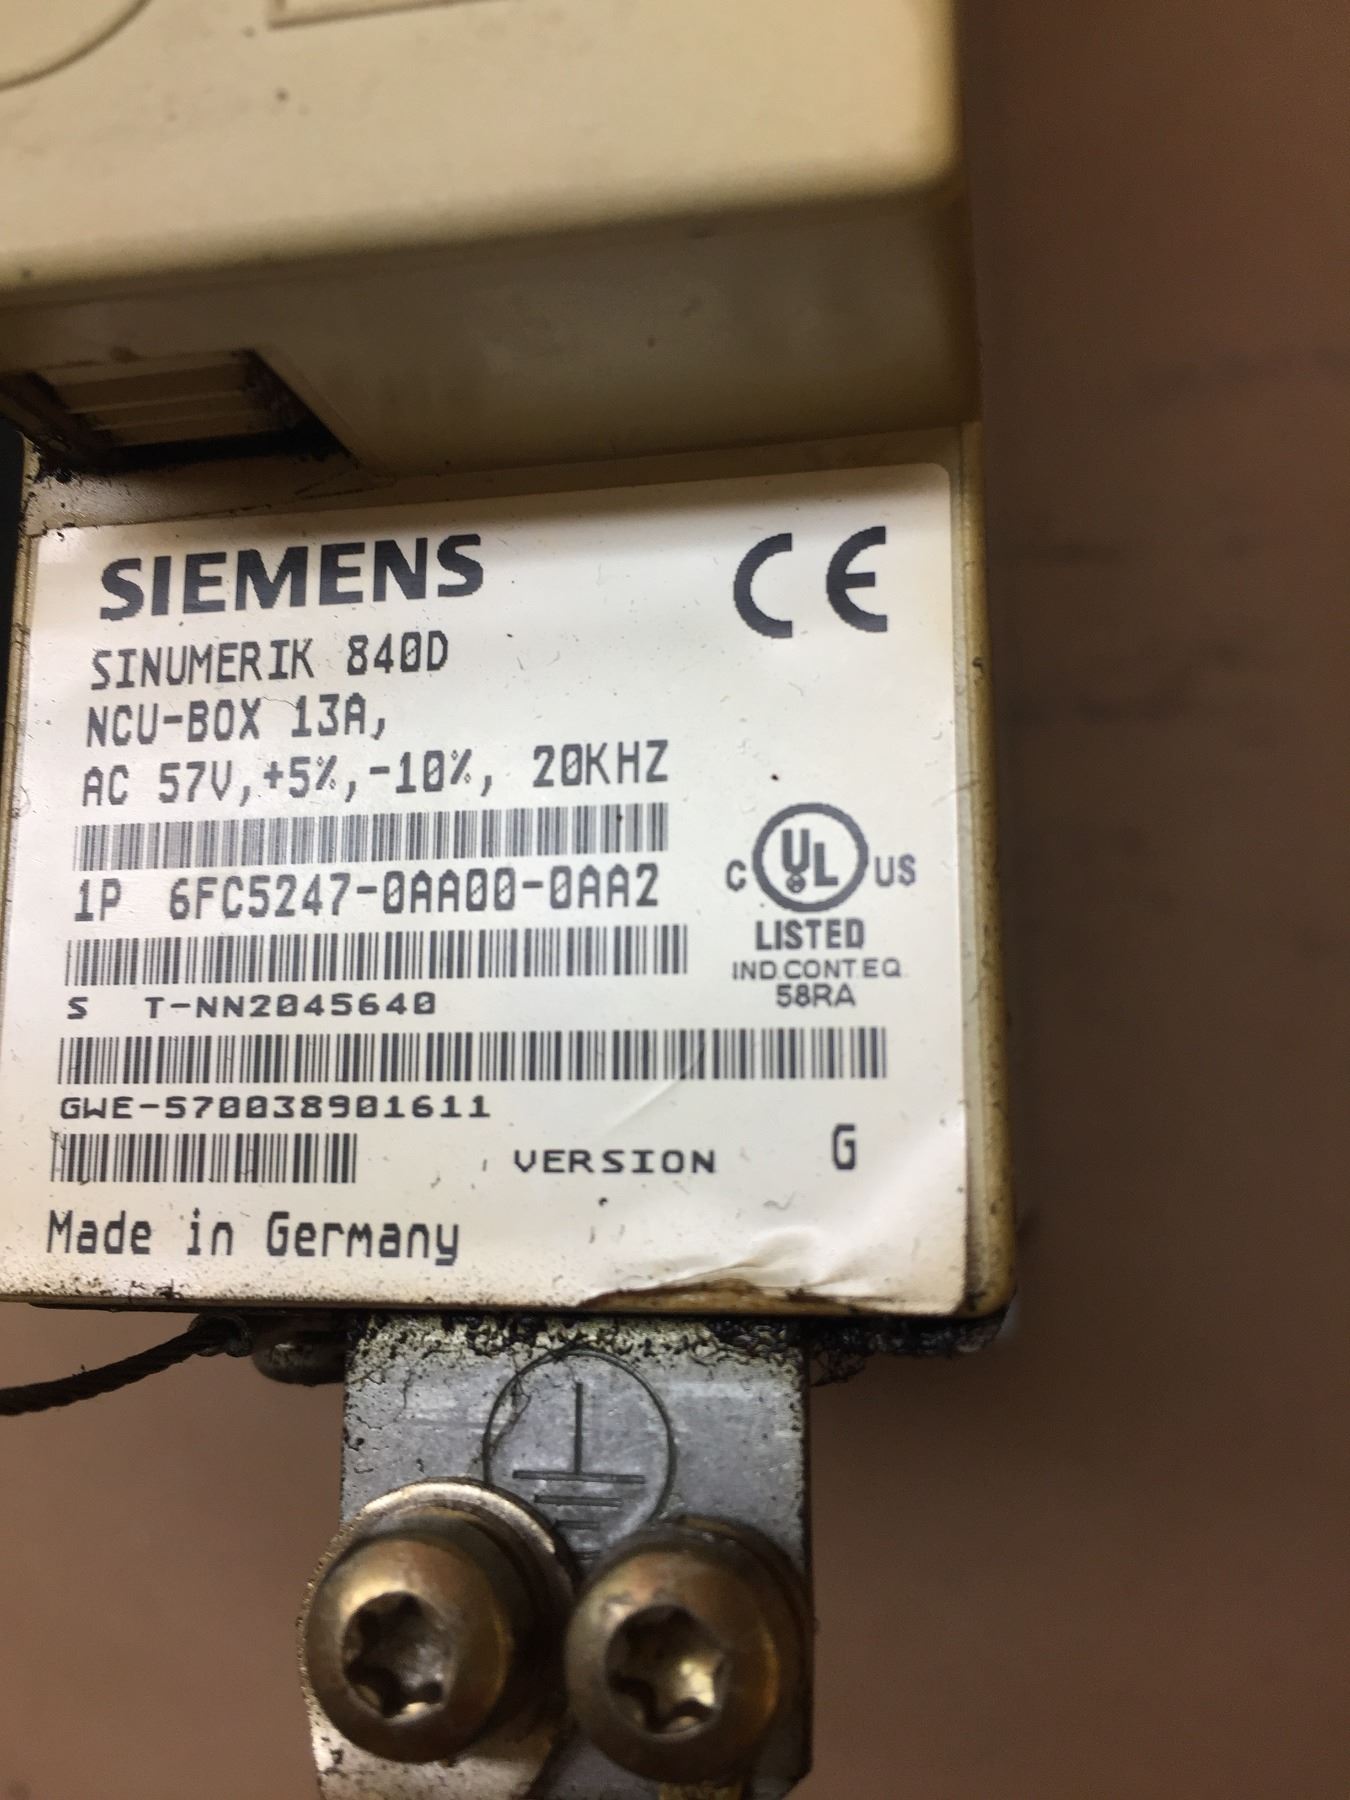 SIEMENS
CE
SINUMERIK 840D
NCU-BOX 13A,
AC 57V,+5%,-10%, 20KHZ
1P 6FC5247-0AA00-0AA2
C UL US
LISTED
IND.CONT.EQ.
58RA
S T-NN2045640
GWE-570038901611
VERSION G
Made in Germany